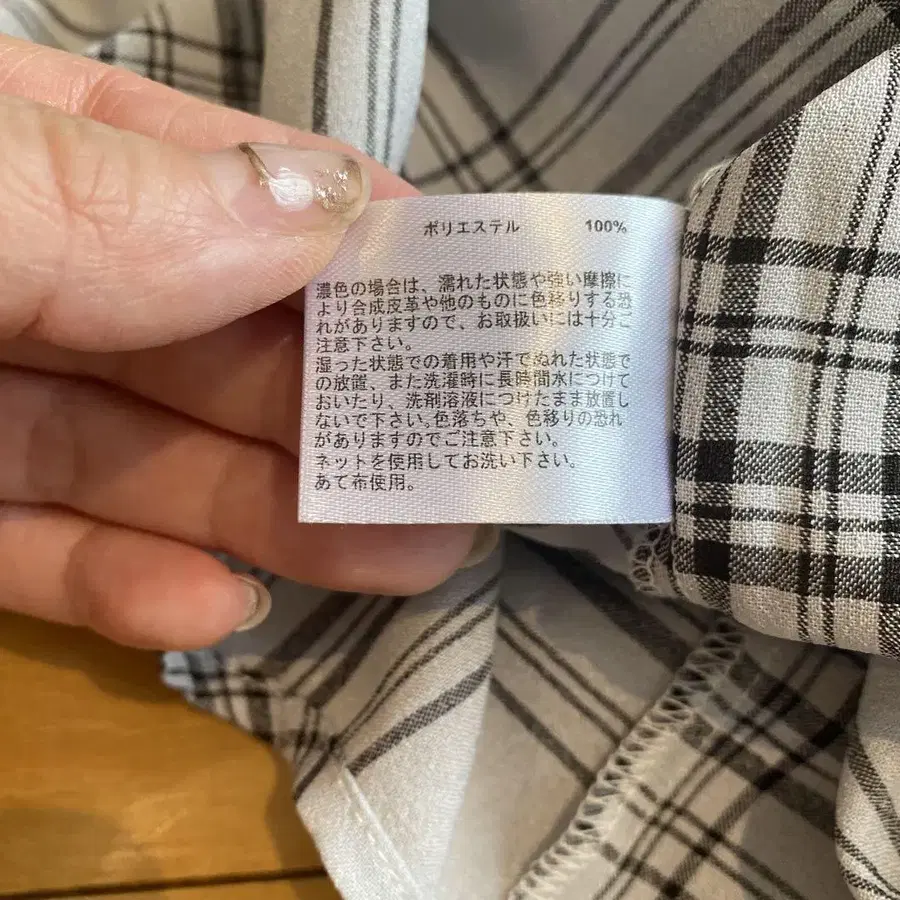 ポリエステル 100%
濃色の場合は、濡れた状態や強い摩擦に
より合成皮革や他のものに色移りする恐
れがありますので、お取扱いには十分ご
注意下さい。
湿った状態での着用や汗でぬれた状態で
の放置、また洗濯時に長時間水につけて
おいたり、洗剤溶液につけたまま放置し
ないで下さい。色落ちや、色移りの恐れ
がありますのでご注意下さい。
ネットを使用してお洗い下さい。
あて布使用。